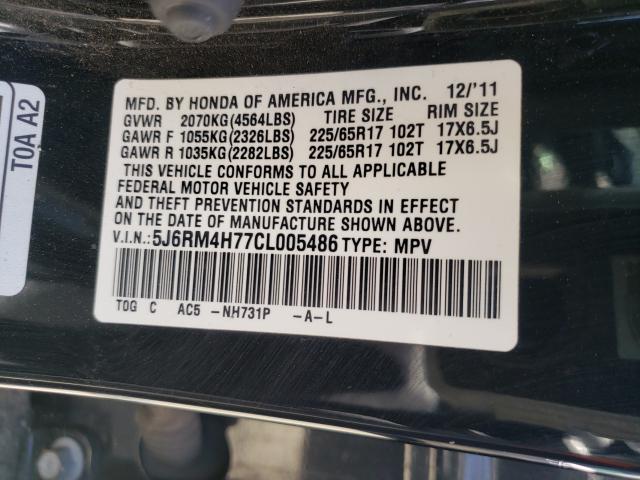 MFD. BY HONDA OF AMERICA MFG., INC. 12/'11
GVWR 2070KG(4564LBS) TIRE SIZE RIM SIZE
GAWR F 1055KG(2326LBS) 225/65R17 102T 17X6.5J
GAWR R 1035KG(2282LBS) 225/65R17 102T 17X6.5J
THIS VEHICLE CONFORMS TO ALL APPLICABLE
FEDERAL MOTOR VEHICLE SAFETY
AND THEFT PREVENTION STANDARDS IN EFFECT
ON THE DATE OF MANUFACTURE SHOWN ABOVE.
V.I.N.:5J6RM4H77CL005486 TYPE: MPV
TOG C AC5 -NH731P -A-L
TOA A2